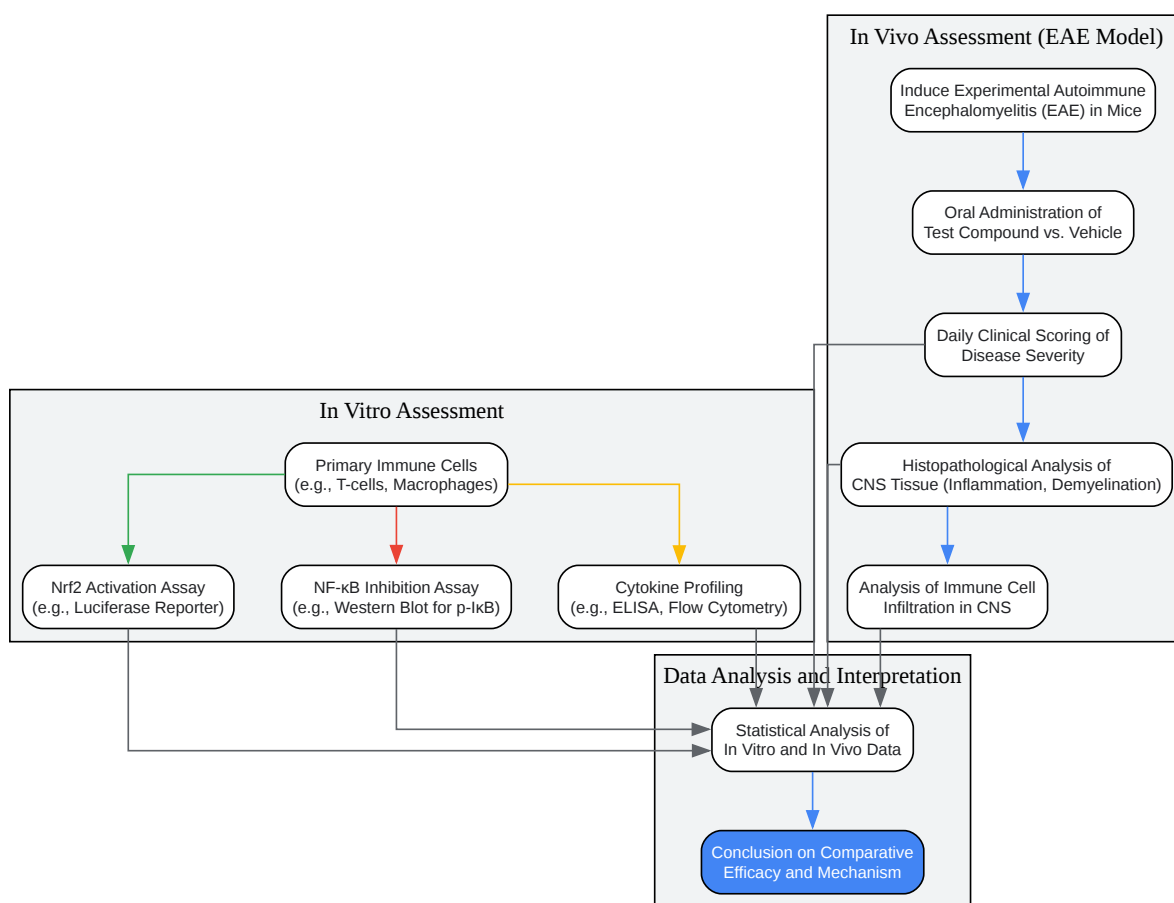 In Vivo Assessment (EAE Model)
Induce Experimental Autoimmune
Encephalomyelitis (EAE) in Mice
Oral Administration of
Test Compound vs. Vehicle
Daily Clinical Scoring of
Disease Severity
Histopathological Analysis of
CNS Tissue (Inflammation, Demyelination)
Analysis of Immune Cell
Infiltration in CNS
In Vitro Assessment
Primary Immune Cells
(e.g., T-cells, Macrophages)
Nrf2 Activation Assay
(e.g., Luciferase Reporter)
NF-κB Inhibition Assay
(e.g., Western Blot for p-IκB)
Cytokine Profiling
(e.g., ELISA, Flow Cytometry)
Data Analysis and Interpretation
Statistical Analysis of
In Vitro and In Vivo Data
Conclusion on Comparative
Efficacy and Mechanism